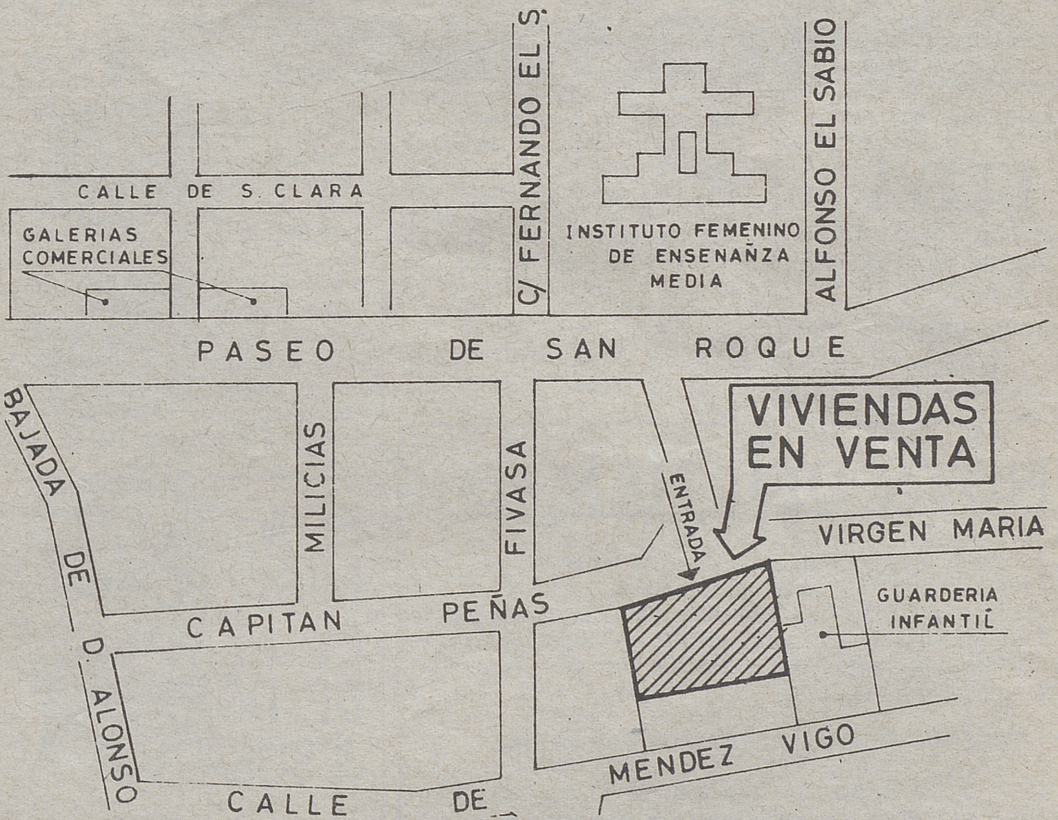 C/ FERNANDO EL S.
ALFONSO EL SABIO
CALLE DE S. CLARA
GALERIAS
COMERCIALES
INSTITUTO FEMENINO
DE ENSENAÑZA
MEDIA
PASEO DE SAN ROQUE
BAJADA DE D. ALONSO
MILICIAS
FIVASA
ENTRADA
VIVIENDAS
EN VENTA
VIRGEN MARIA
CAPITAN PEÑAS
GUARDERIA
INFANTIL
MENDEZ VIGO
CALLE DE